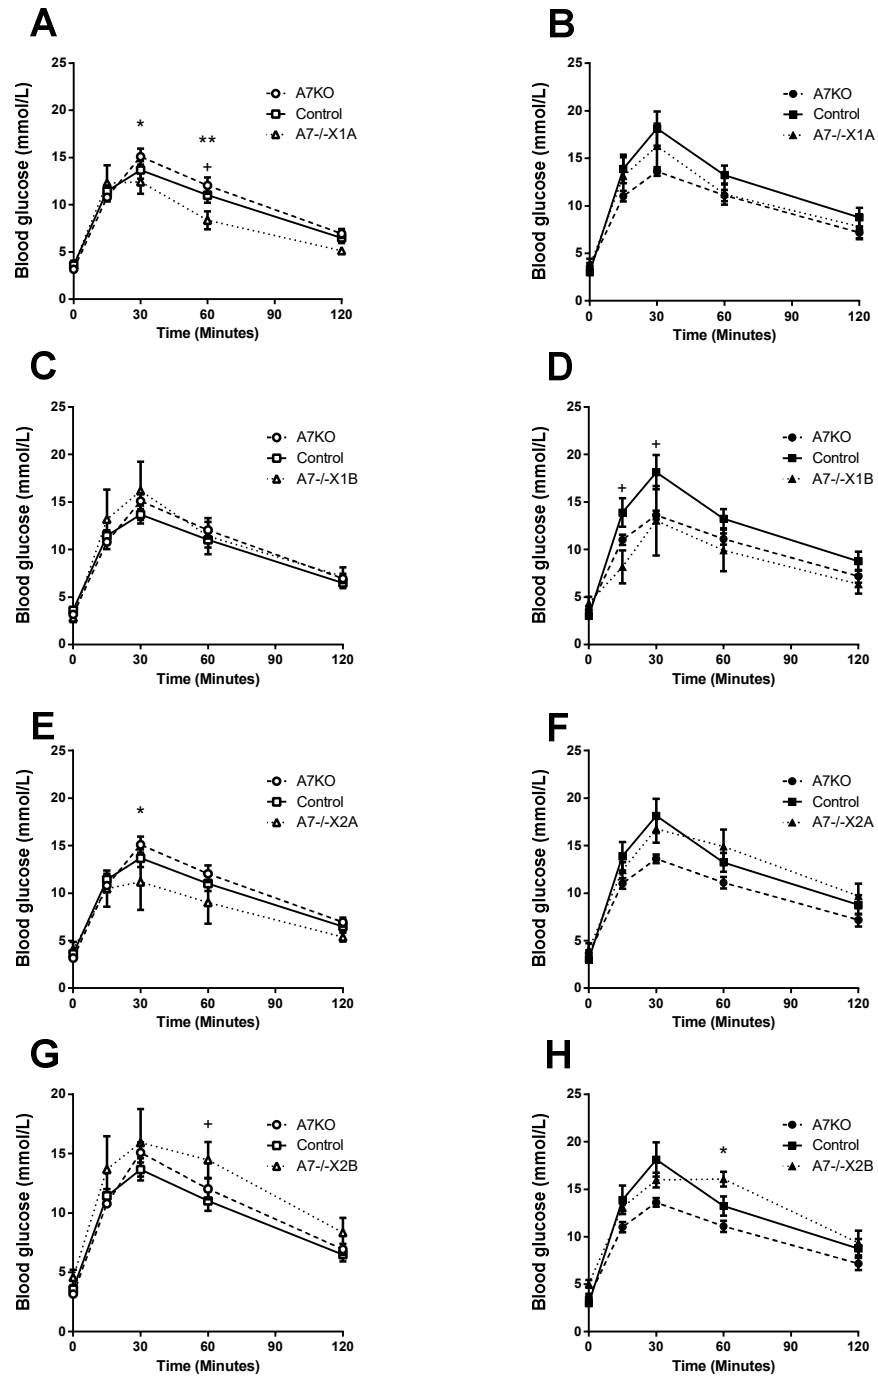 A
Blood glucose (mmol/L)
25
20
15
10
5
0
0 30 60 90 120
Time (Minutes)
*
**
+
A7KO
Control
A7-/-X1A
B
Blood glucose (mmol/L)
25
20
15
10
5
0
0 30 60 90 120
Time (Minutes)
A7KO
Control
A7-/-X1A
C
Blood glucose (mmol/L)
25
20
15
10
5
0
0 30 60 90 120
Time (Minutes)
A7KO
Control
A7-/-X1B
D
Blood glucose (mmol/L)
25
20
15
10
5
0
0 30 60 90 120
Time (Minutes)
+
+
A7KO
Control
A7-/-X1B
E
Blood glucose (mmol/L)
25
20
15
10
5
0
0 30 60 90 120
Time (Minutes)
*
A7KO
Control
A7-/-X2A
F
Blood glucose (mmol/L)
25
20
15
10
5
0
0 30 60 90 120
Time (Minutes)
A7KO
Control
A7-/-X2A
G
Blood glucose (mmol/L)
20
15
10
5
0
0 30 60 90 120
Time (Minutes)
+
A7KO
Control
A7-/-X2B
H
Blood glucose (mmol/L)
25
20
15
10
5
0
0 30 60 90 120
Time (Minutes)
*
A7KO
Control
A7-/-X2B